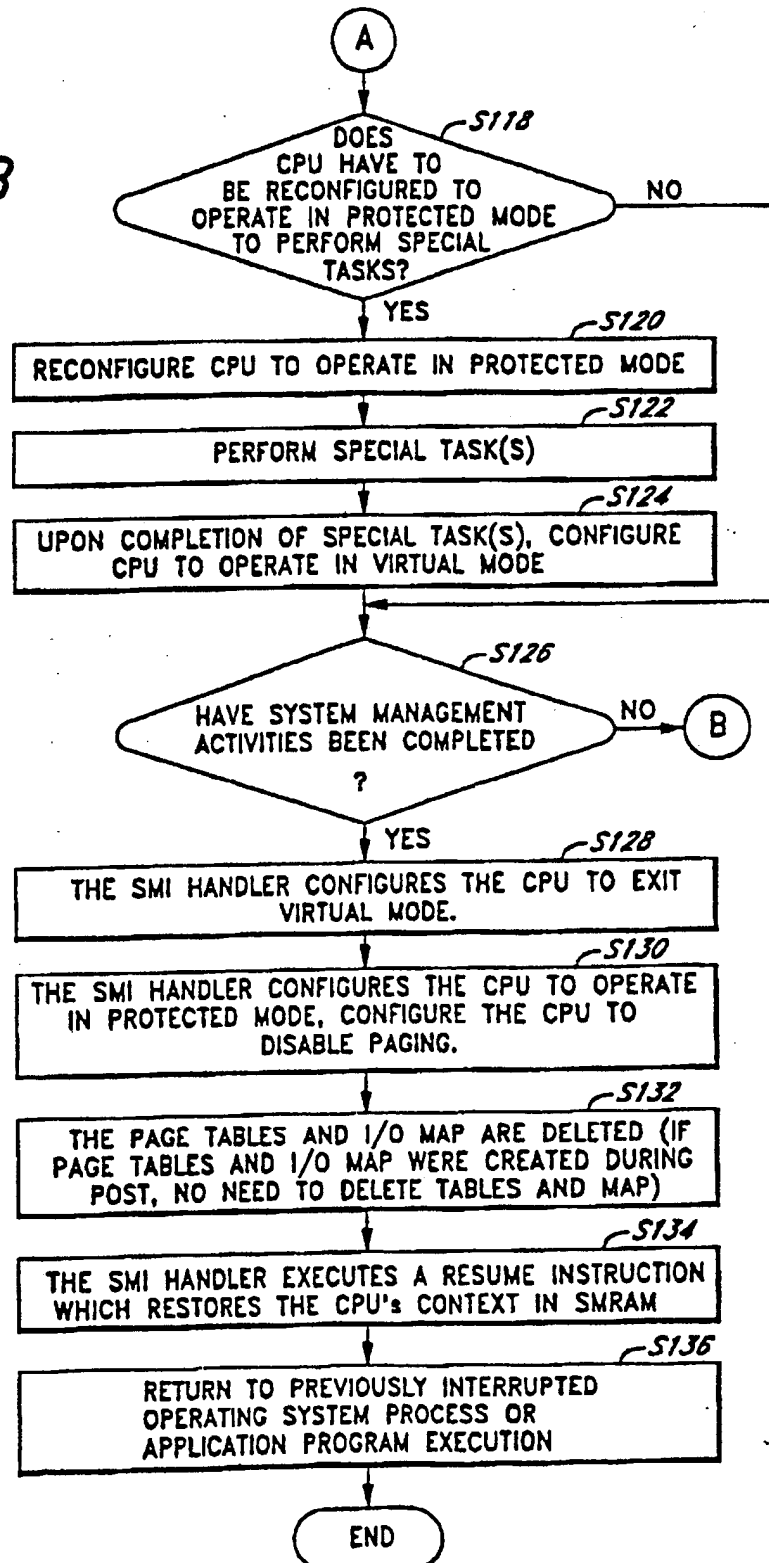 A
S118
DOES
CPU HAVE TO
BE RECONFIGURED TO
OPERATE IN PROTECTED MODE
TO PERFORM SPECIAL
TASKS?
NO
YES
S120
RECONFIGURE CPU TO OPERATE IN PROTECTED MODE
S122
PERFORM SPECIAL TASK(S)
S124
UPON COMPLETION OF SPECIAL TASK(S), CONFIGURE
CPU TO OPERATE IN VIRTUAL MODE
S126
HAVE SYSTEM MANAGEMENT
ACTIVITIES BEEN COMPLETED
?
NO
B
YES
S128
THE SMI HANDLER CONFIGURES THE CPU TO EXIT
VIRTUAL MODE.
S130
THE SMI HANDLER CONFIGURES THE CPU TO OPERATE
IN PROTECTED MODE, CONFIGURE THE CPU TO
DISABLE PAGING.
S132
THE PAGE TABLES AND I/O MAP ARE DELETED (IF
PAGE TABLES AND I/O MAP WERE CREATED DURING
POST, NO NEED TO DELETE TABLES AND MAP)
S134
THE SMI HANDLER EXECUTES A RESUME INSTRUCTION
WHICH RESTORES THE CPU's CONTEXT IN SMRAM
S136
RETURN TO PREVIOUSLY INTERRUPTED
OPERATING SYSTEM PROCESS OR
APPLICATION PROGRAM EXECUTION
END